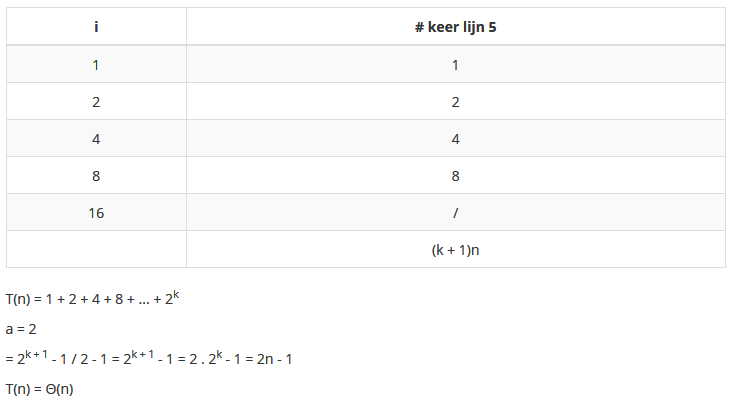 i # keer lijn 5
1 1
2 2
4 4
8 8
16 /
(k + 1)n
T(n) = 1 + 2 + 4 + 8 + ... + 2^k
a = 2
= 2^{k + 1} - 1 / 2 - 1 = 2^{k + 1} - 1 = 2 . 2^k - 1 = 2n - 1
T(n) = Θ(n)